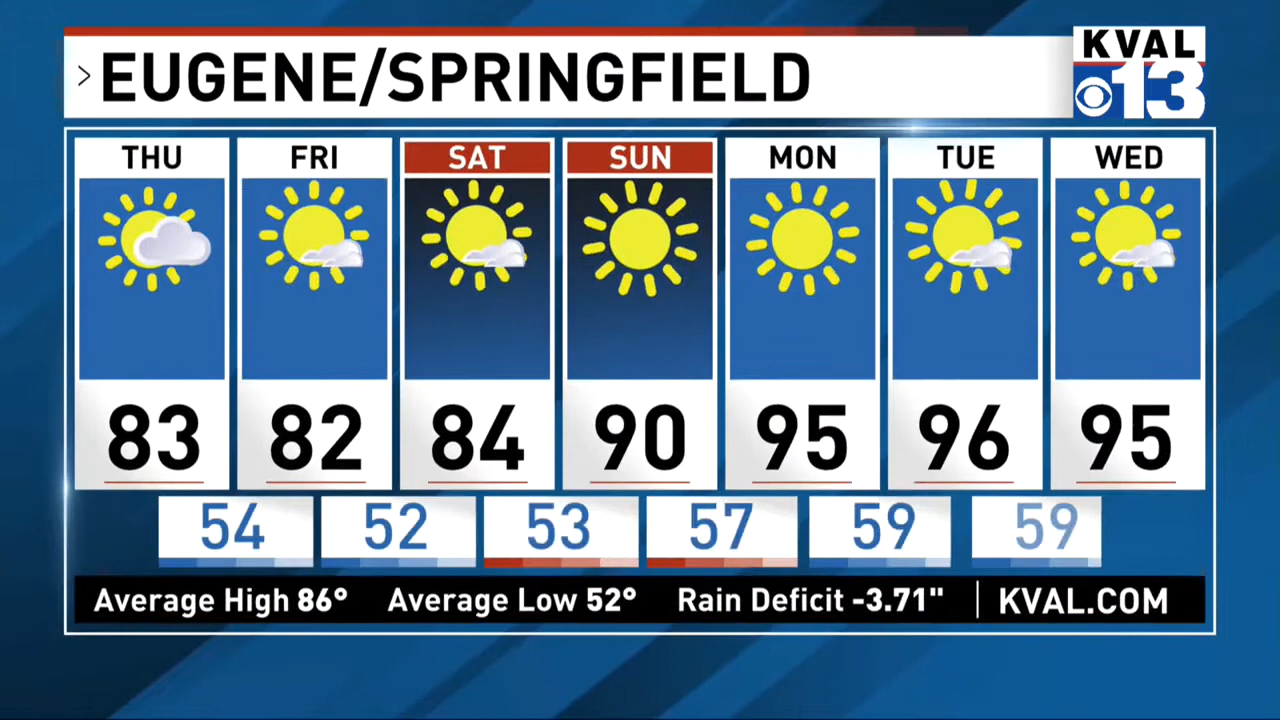 > EUGENE/SPRINGFIELD
KVAL
13
THU FRI SAT SUN MON TUE WED
83 82 84 90 95 96 95
54 52 53 57 59 59
Average High 86° Average Low 52° Rain Deficit -3.71" | KVAL.COM